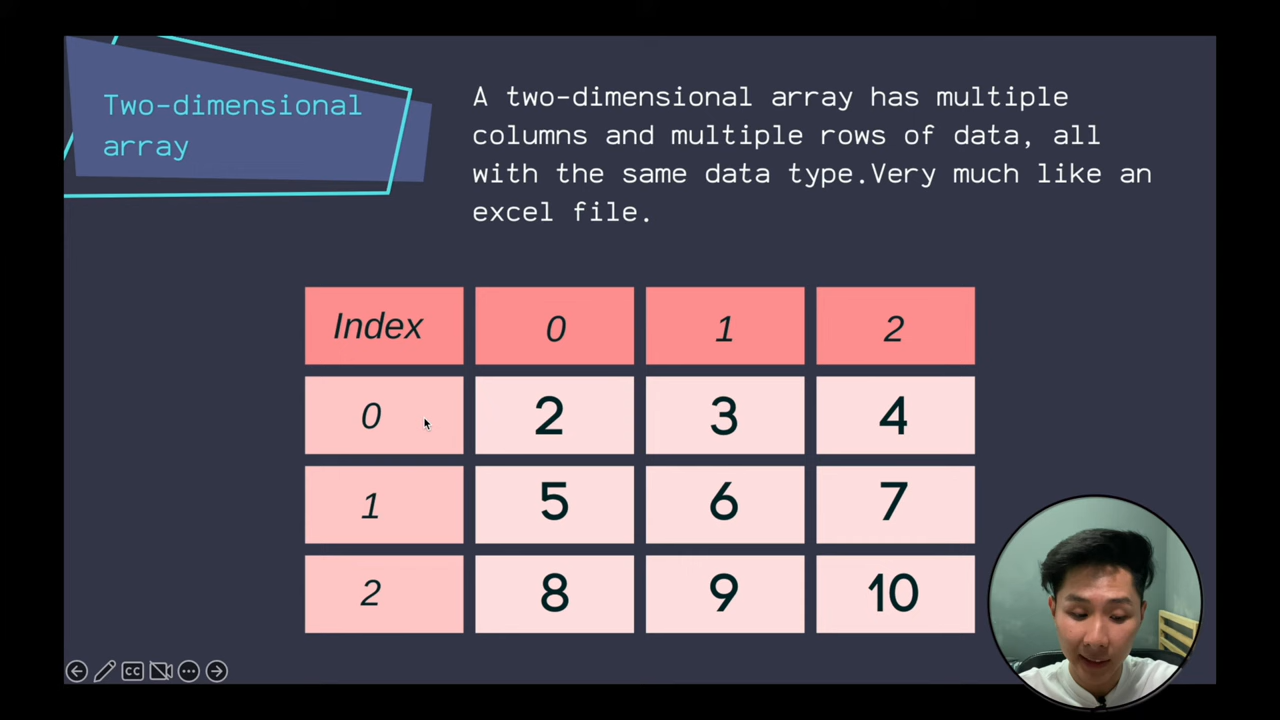 Two-dimensional
array
A two-dimensional array has multiple
columns and multiple rows of data, all
with the same data type.Very much like an
excel file.
Index 0 1 2
0 2 3 4
1 5 6 7
2 8 9 10
CC